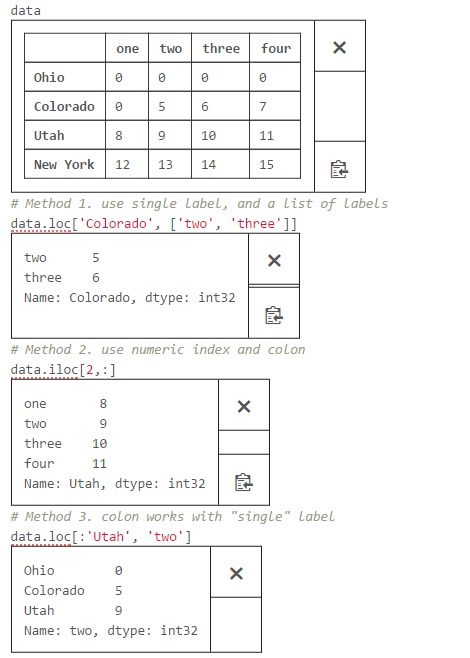 data
one two three four
Ohio 0 0 0 0
Colorado 0 5 6 7
Utah 8 9 10 11
New York 12 13 14 15
# Method 1. use single label, and a list of labels
data.loc['Colorado', ['two', 'three']]
two 5
three 6
Name: Colorado, dtype: int32
# Method 2. use numeric index and colon
data.iloc[2,:]
one 8
two 9
three 10
four 11
Name: Utah, dtype: int32
# Method 3. colon works with "single" label
data.loc[:'Utah', 'two']
Ohio 0
Colorado 5
Utah 9
Name: two, dtype: int32